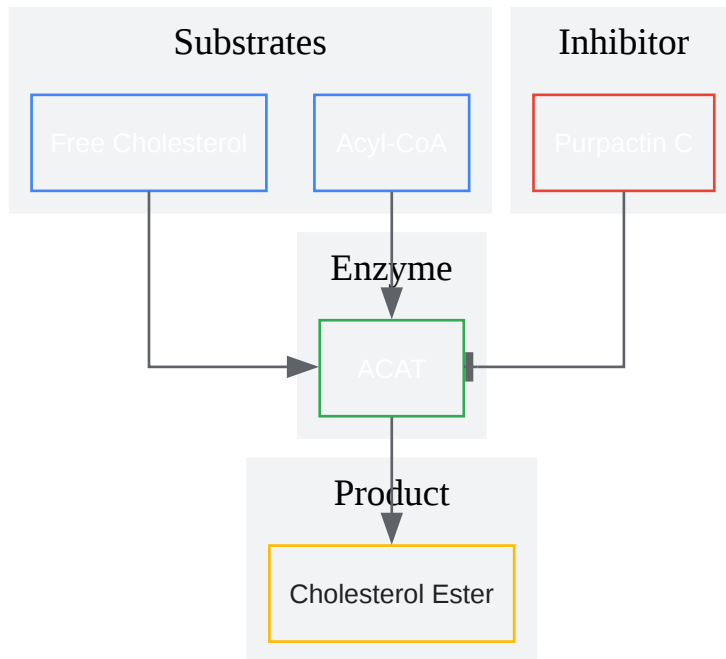 Substrates
Inhibitor
Free Cholesterol
Acyl-CoA
Purpactin C
Enzyme
ACAT
Product
Cholesterol Ester